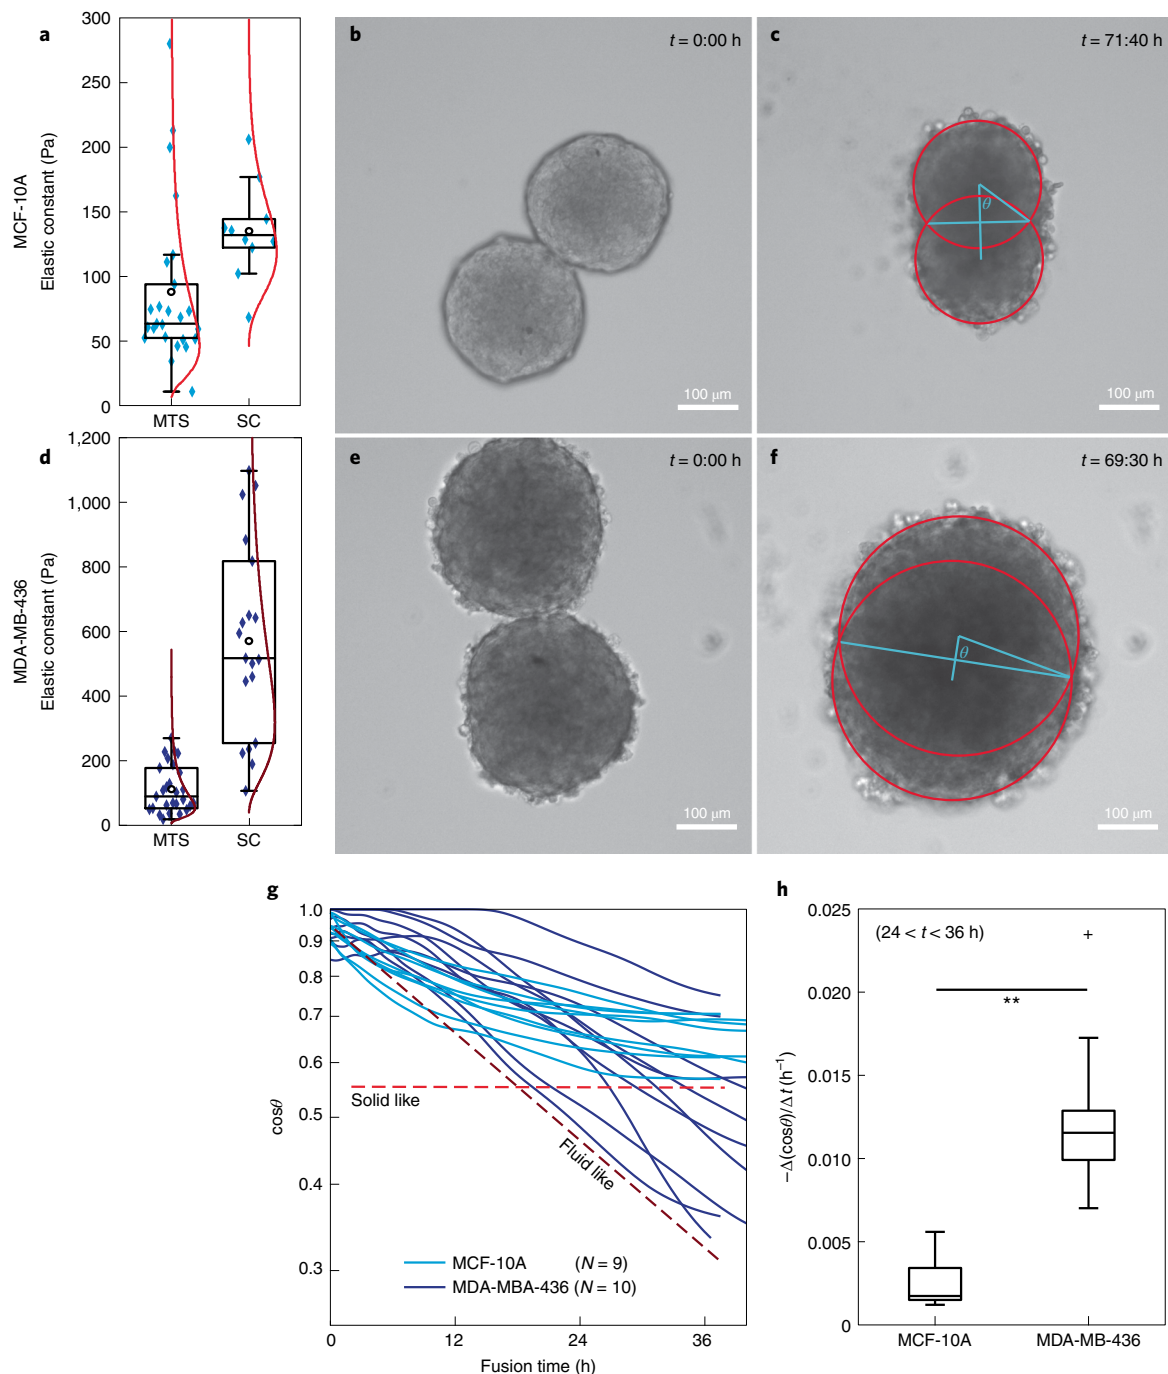 a
300
250
200
150
100
50
0
MCF-10A
Elastic constant (Pa)
MTS SC
b
t = 0:00 h
100 μm
c
t = 71:40 h
θ
100 μm
d
1,200
1,000
800
600
400
200
0
MDA-MB-436
Elastic constant (Pa)
MTS SC
e
t = 0:00 h
100 μm
f
t = 69:30 h
θ
100 μm
g
1.0
0.9
0.8
0.7
0.6
0.5
0.4
0.3
cosθ
Solid like
Fluid like
MCF-10A (N = 9)
MDA-MBA-436 (N = 10)
0 12 24 36
Fusion time (h)
h
0.025
0.020
0.015
0.010
0.005
0
−Δ(cosθ)/Δt (h⁻¹)
(24 < t < 36 h)
+
**
MCF-10A MDA-MB-436